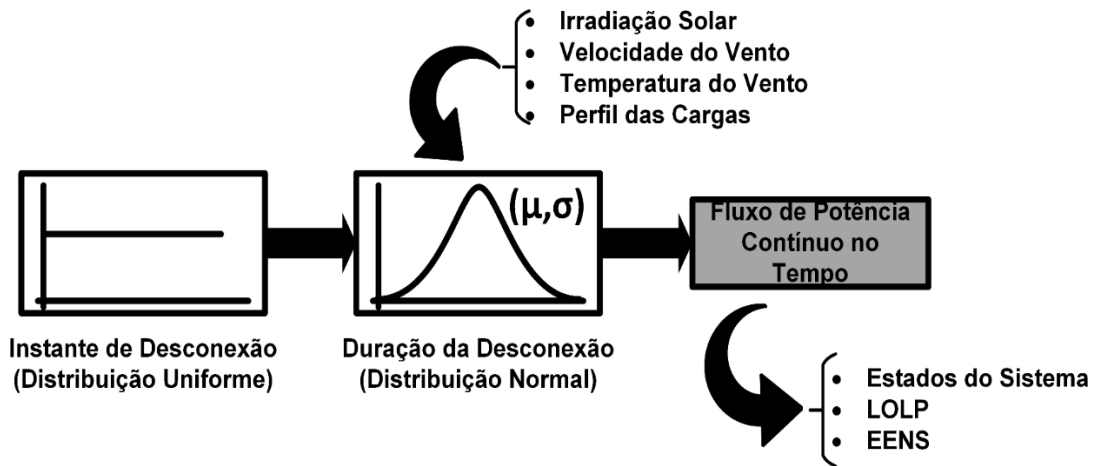 • Irradiação Solar
• Velocidade do Vento
• Temperatura do Vento
• Perfil das Cargas
(μ,σ)
Fluxo de Potência
Contínuo no
Tempo
Instante de Desconexão
(Distribuição Uniforme)
Duração da Desconexão
(Distribuição Normal)
• Estados do Sistema
• LOLP
• EENS